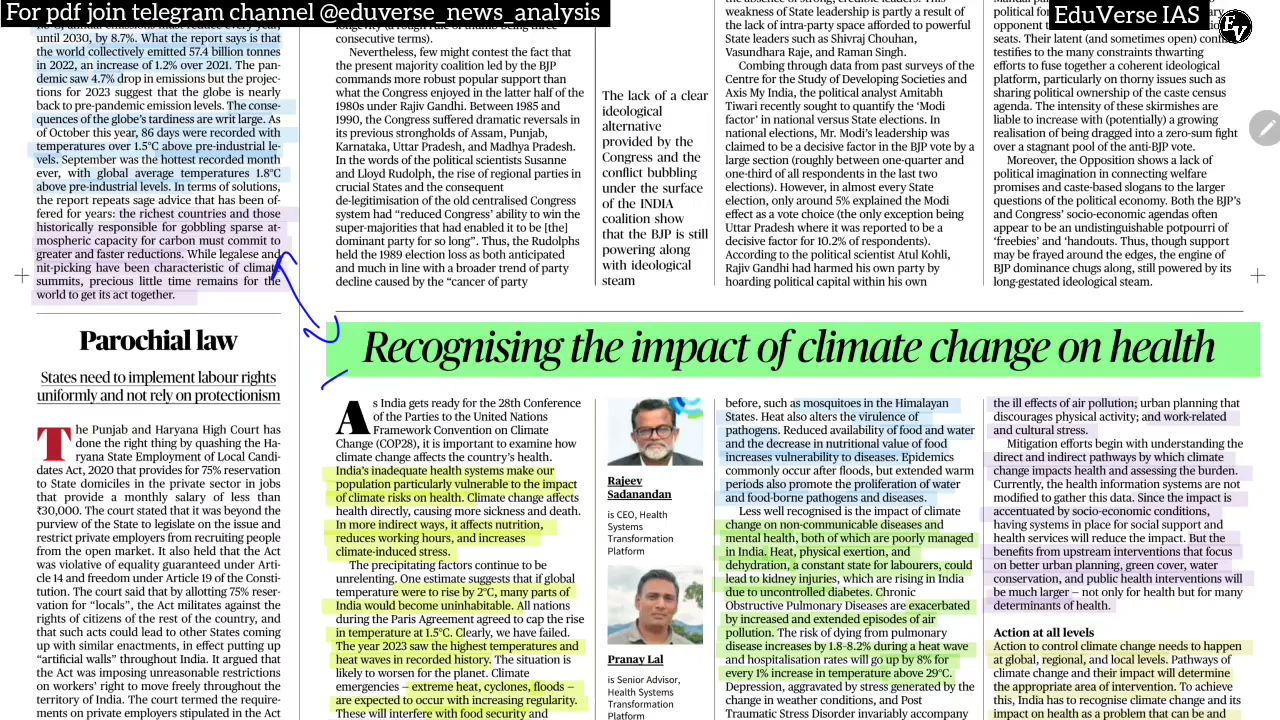 For pdf join telegram channel @eduverse_news_analysis
EduVerse IAS
until 2030, by 8.7%. What the report says is that
the world collectively emitted 57.4 billion tonnes
in 2022, an increase of 1.2% over 2021. The pan-
demic saw 4.7% drop in emissions but the projec-
tions for 2023 suggest that the globe is nearly
back to pre-pandemic emission levels. The conse-
quences of the globe's tardiness are writ large. As
of October this year, 86 days were recorded with
temperatures over 1.5°C above pre-industrial le-
vels. September was the hottest recorded month
ever, with global average temperatures 1.8°C
above pre-industrial levels. In terms of solutions,
the report repeats sage advice that has been of-
fered for years: the richest countries and those
historically responsible for gobbling sparse at-
mospheric capacity for carbon must commit to
greater and faster reductions. While legalese and
nit-picking have been characteristic of climate
summits, precious little time remains for the
world to get its act together.
Parochial law
States need to implement labour rights
uniformly and not rely on protectionism
The Punjab and Haryana High Court has
done the right thing by quashing the Ha-
ryana State Employment of Local Candi-
dates Act, 2020 that provides for 75% reservation
to State domiciles in the private sector in jobs
that provide a monthly salary of less than
₹30,000. The court stated that it was beyond the
purview of the State to legislate on the issue and
restrict private employers from recruiting people
from the open market. It also held that the Act
was violative of equality guaranteed under Arti-
cle 14 and freedom under Article 19 of the Consti-
tution. The court said that by allotting 75% reser-
vation for "locals", the Act militates against the
rights of citizens of the rest of the country, and
that such acts could lead to other States coming
up with similar enactments, in effect putting up
"artificial walls" throughout India. It argued that
the Act was imposing unreasonable restrictions
on workers' right to move freely throughout the
territory of India. The court termed the require-
ments on private employers stipulated in the Act
consecutive terms).
Nevertheless, few might contest the fact that
the present majority coalition led by the BJP
commands more robust popular support than
what the Congress enjoyed in the latter half of the
1980s under Rajiv Gandhi. Between 1985 and
1990, the Congress suffered dramatic reversals in
its previous strongholds of Assam, Punjab,
Karnataka, Uttar Pradesh, and Madhya Pradesh.
In the words of the political scientists Susanne
and Lloyd Rudolph, the rise of regional parties in
crucial States and the consequent
de-legitimisation of the old centralised Congress
system had "reduced Congress' ability to win the
super-majorities that had enabled it to be [the]
dominant party for so long". Thus, the Rudolphs
held the 1989 election loss as both anticipated
and much in line with a broader trend of party
decline caused by the "cancer of party
The lack of a clear
ideological
alternative
provided by the
Congress and the
conflict bubbling
under the surface
of the INDIA
coalition show
that the BJP is still
powering along
with ideological
steam
weakness of State leadership is partly a result of
the lack of intra-party space afforded to powerful
State leaders such as Shivraj Chouhan,
Vasundhara Raje, and Raman Singh.
Combing through data from past surveys of the
Centre for the Study of Developing Societies and
Axis My India, the political analyst Amitabh
Tiwari recently sought to quantify the 'Modi
factor' in national versus State elections. In
national elections, Mr. Modi's leadership was
claimed to be a decisive factor in the BJP vote by a
large section (roughly between one-quarter and
one-third of all respondents in the last two
elections). However, in almost every State
election, only around 5% explained the Modi
effect as a vote choice (the only exception being
Uttar Pradesh where it was reported to be a
decisive factor for 10.2% of respondents).
According to the political scientist Atul Kohli,
Rajiv Gandhi had harmed his own party by
hoarding political capital within his own
political for
opponent t
seats. Their latent (and sometimes open) confl
testifies to the many constraints thwarting
efforts to fuse together a coherent ideological
platform, particularly on thorny issues such as
sharing political ownership of the caste census
agenda. The intensity of these skirmishes are
liable to increase with (potentially) a growing
realisation of being dragged into a zero-sum fight
over a stagnant pool of the anti-BJP vote.
Moreover, the Opposition shows a lack of
political imagination in connecting welfare
promises and caste-based slogans to the larger
questions of the political economy. Both the BJP's
and Congress' socio-economic agendas often
appear to be an undistinguishable potpourri of
'freebies' and 'handouts. Thus, though support
may be frayed around the edges, the engine of
BJP dominance chugs along, still powered by its
long-gestated ideological steam.
Recognising the impact of climate change on health
As India gets ready for the 28th Conference
of the Parties to the United Nations
Framework Convention on Climate
Change (COP28), it is important to examine how
climate change affects the country's health.
India's inadequate health systems make our
population particularly vulnerable to the impact
of climate risks on health. Climate change affects
health directly, causing more sickness and death.
In more indirect ways, it affects nutrition,
reduces working hours, and increases
climate-induced stress.
The precipitating factors continue to be
unrelenting. One estimate suggests that if global
temperature were to rise by 2°C, many parts of
India would become uninhabitable. All nations
during the Paris Agreement agreed to cap the rise
in temperature at 1.5°C. Clearly, we have failed.
The year 2023 saw the highest temperatures and
heat waves in recorded history. The situation is
likely to worsen for the planet. Climate
emergencies – extreme heat, cyclones, floods –
are expected to occur with increasing regularity.
These will interfere with food security and
Rajeev
Sadanandan
is CEO, Health
Systems
Transformation
Platform
Pranay Lal
is Senior Advisor,
Health Systems
Transformation
Platform
before, such as mosquitoes in the Himalayan
States. Heat also alters the virulence of
pathogens. Reduced availability of food and water
and the decrease in nutritional value of food
increases vulnerability to diseases. Epidemics
commonly occur after floods, but extended warm
periods also promote the proliferation of water
and food-borne pathogens and diseases.
Less well recognised is the impact of climate
change on non-communicable diseases and
mental health, both of which are poorly managed
in India. Heat, physical exertion, and
dehydration, a constant state for labourers, could
lead to kidney injuries, which are rising in India
due to uncontrolled diabetes. Chronic
Obstructive Pulmonary Diseases are exacerbated
by increased and extended episodes of air
pollution. The risk of dying from pulmonary
disease increases by 1.8-8.2% during a heat wave
and hospitalisation rates will go up by 8% for
every 1% increase in temperature above 29°C.
Depression, aggravated by stress generated by the
change in weather conditions, and Post
Traumatic Stress Disorder invariably accompany
the ill effects of air pollution; urban planning that
discourages physical activity; and work-related
and cultural stress.
Mitigation efforts begin with understanding the
direct and indirect pathways by which climate
change impacts health and assessing the burden.
Currently, the health information systems are not
modified to gather this data. Since the impact is
accentuated by socio-economic conditions,
having systems in place for social support and
health services will reduce the impact. But the
benefits from upstream interventions that focus
on better urban planning, green cover, water
conservation, and public health interventions will
be much larger – not only for health but for many
determinants of health.
Action at all levels
Action to control climate change needs to happen
at global, regional, and local levels. Pathways of
climate change and their impact will determine
the appropriate area of intervention. To achieve
this, India has to recognise climate change and its
impact on health as a problem that can be and